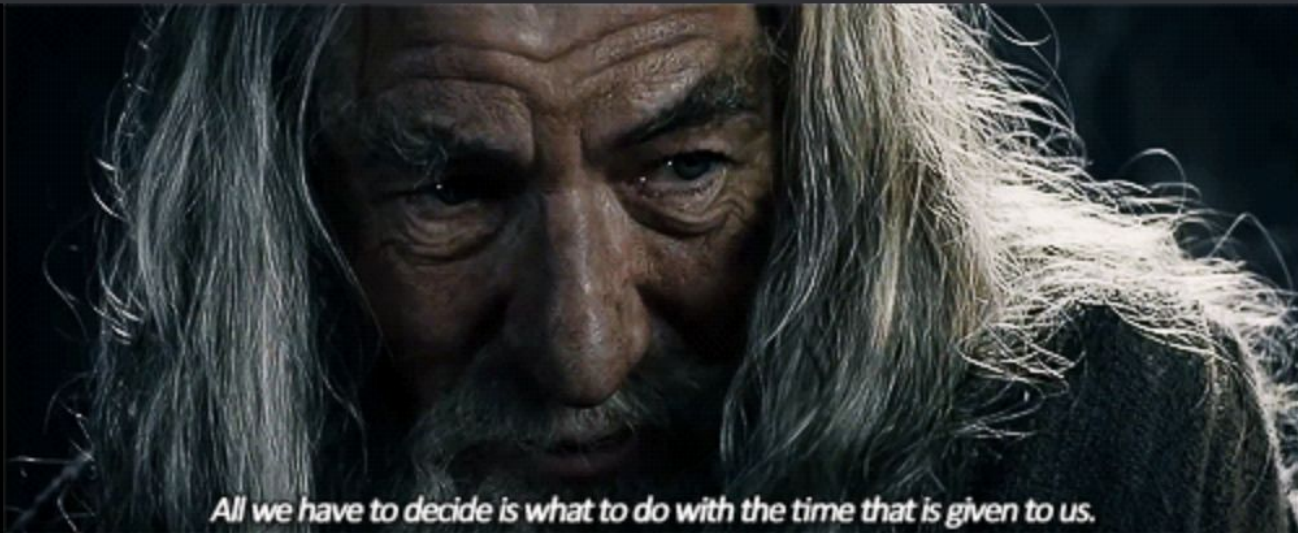 All we have to decide is what to do with the time that is given to us.